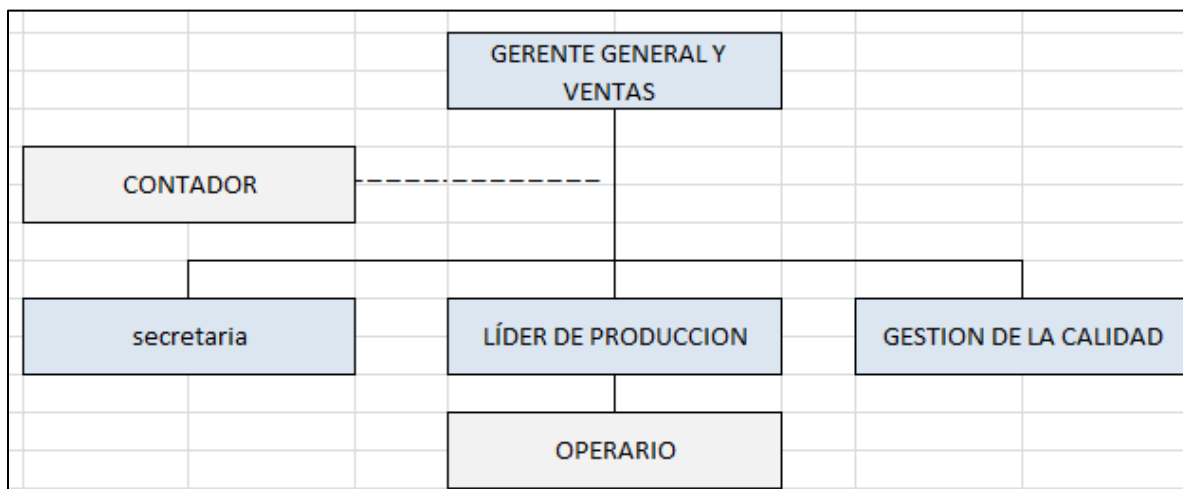 GERENTE GENERAL Y
VENTAS
CONTADOR
secretaria
LÍDER DE PRODUCCION
GESTION DE LA CALIDAD
OPERARIO